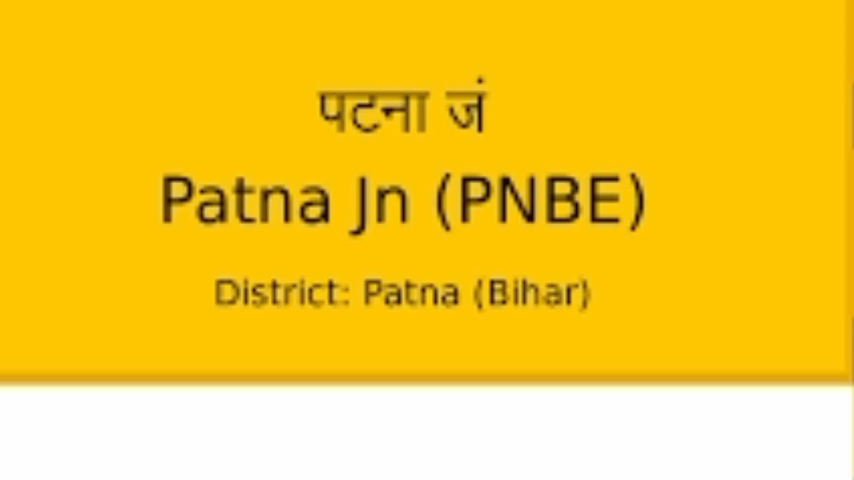 पटना जं
Patna Jn (PNBE)
District: Patna (Bihar)